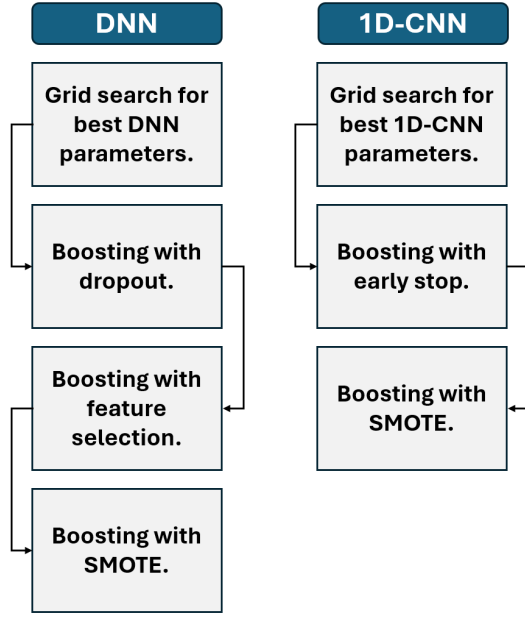 DNN
Grid search for
best DNN
parameters.
Boosting with
dropout.
Boosting with
feature
selection.
Boosting with
SMOTE.
1D-CNN
Grid search for
best 1D-CNN
parameters.
Boosting with
early stop.
Boosting with
SMOTE.